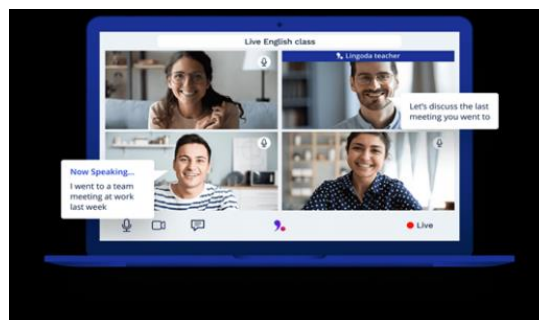 Live English class
Lingoda teacher
Let's discuss the last
meeting you went to
Now Speaking...
I went to a team
meeting at work
last week
Live